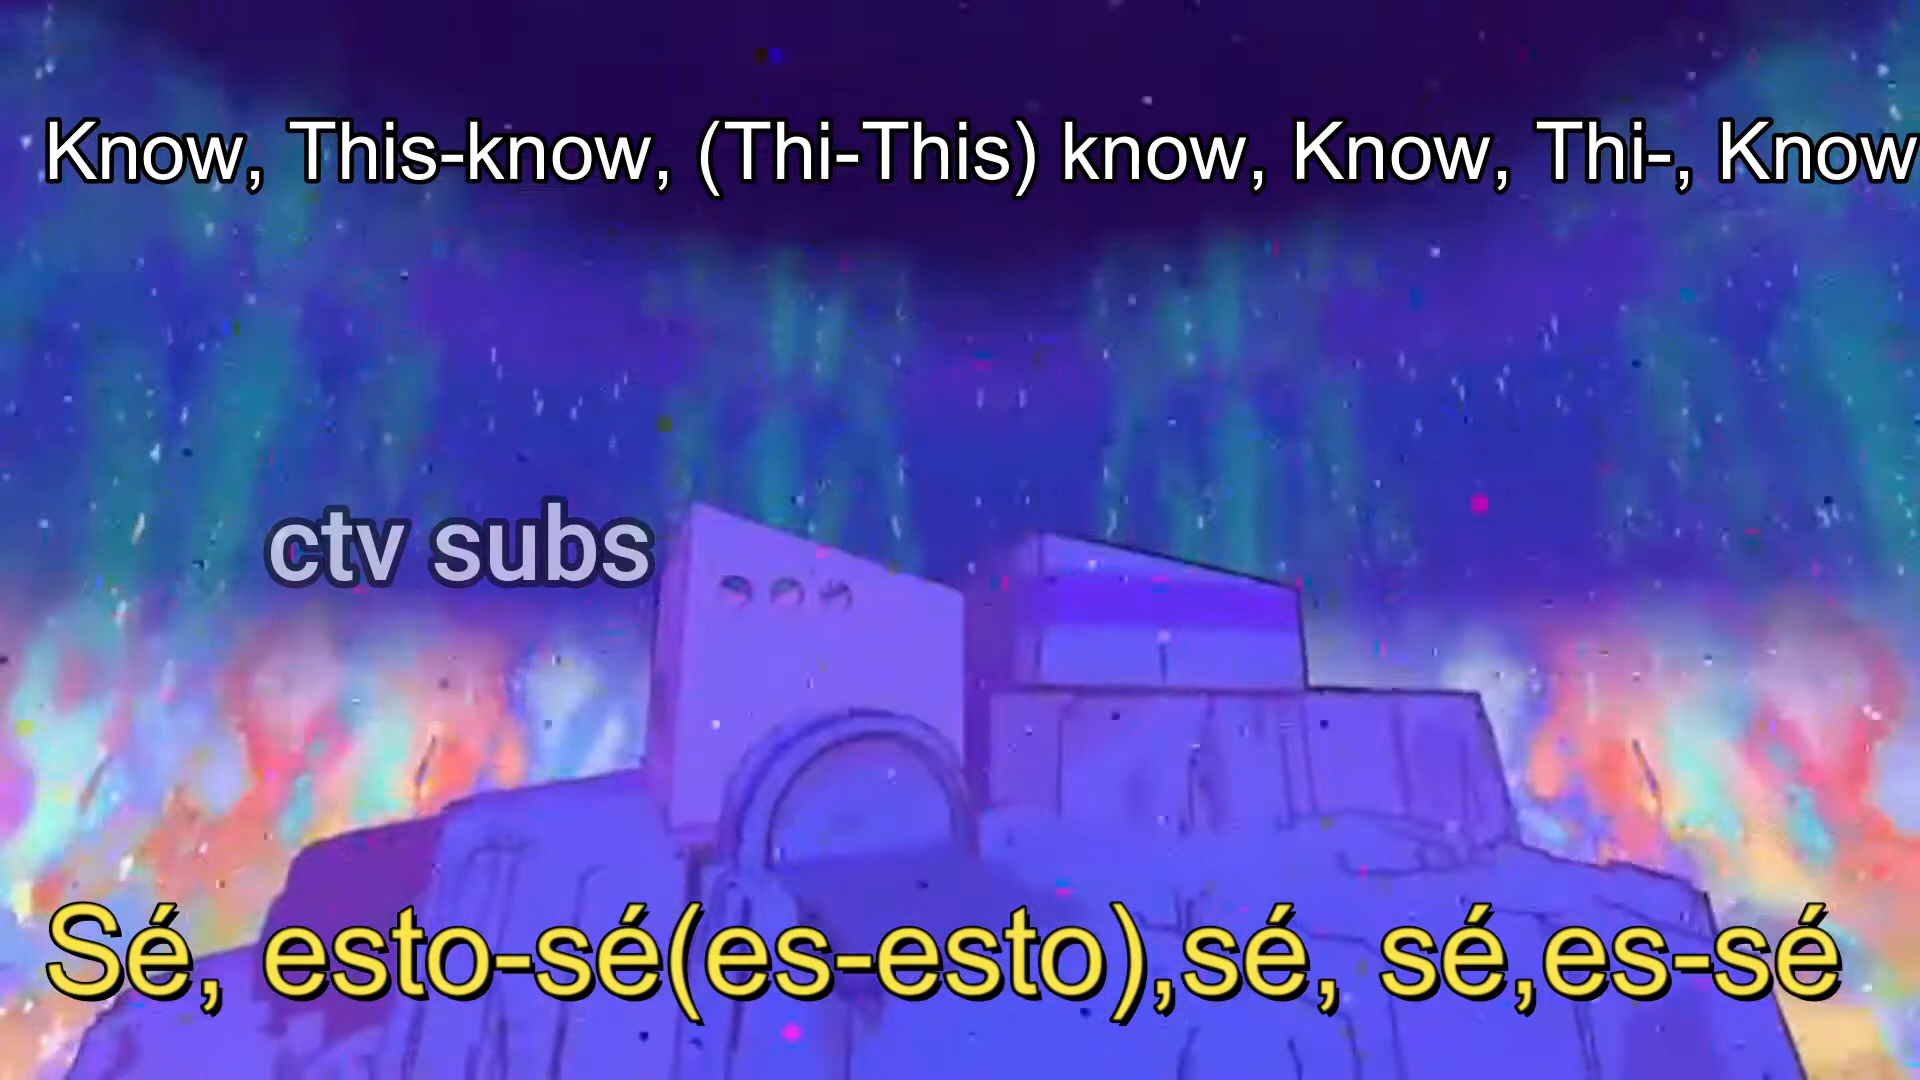 Know, This-know, (Thi-This) know, Know, Thi-, Know
ctv subs
Sé, esto-sé(es-esto),sé, sé,es-sé